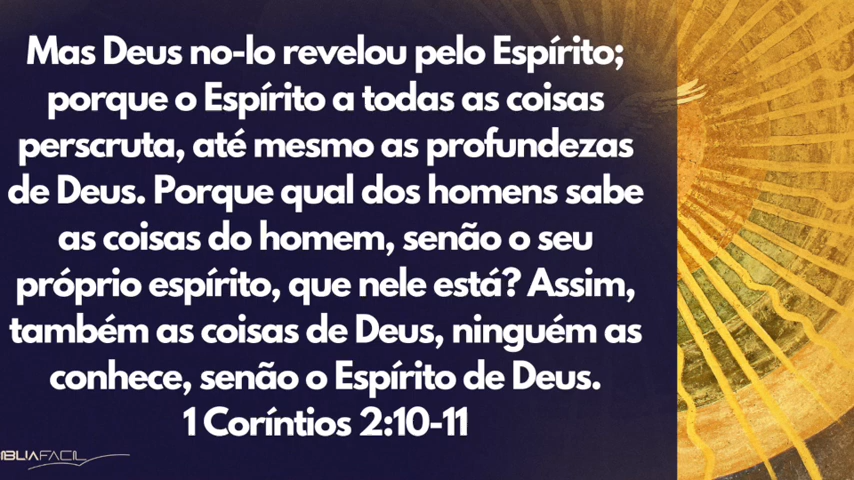 Mas Deus no-lo revelou pelo Espírito;
porque o Espírito a todas as coisas
perscruta, até mesmo as profundezas
de Deus. Porque qual dos homens sabe
as coisas do homem, senão o seu
próprio espírito, que nele está? Assim,
também as coisas de Deus, ninguém as
conhece, senão o Espírito de Deus.
1 Coríntios 2:10-11
IBLIAFACIL